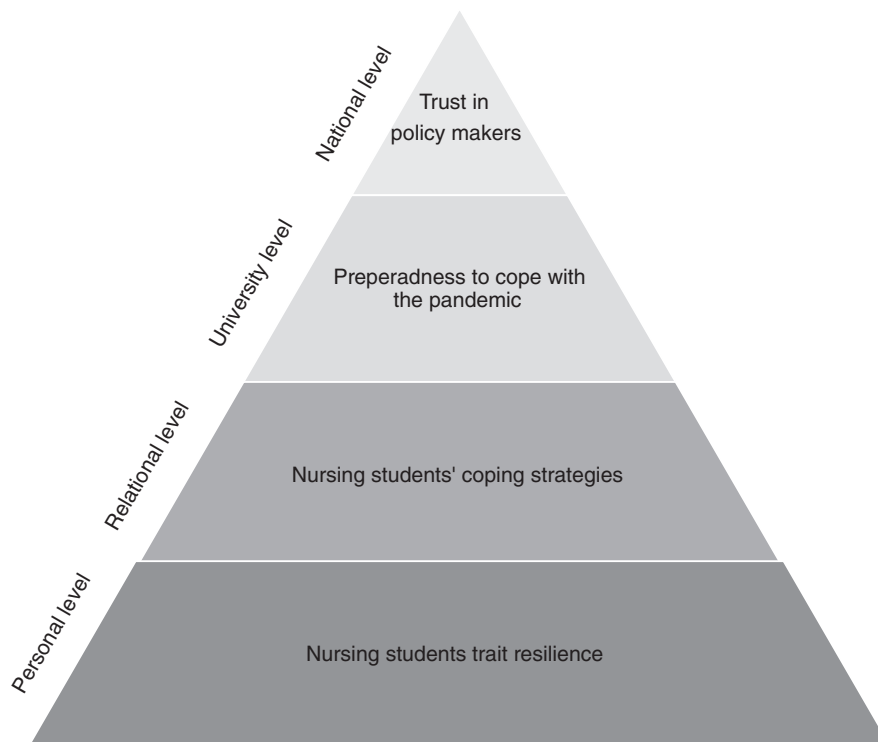 National level
Trust in
policy makers
University level
Preperadness to cope with
the pandemic
Relational level
Nursing students' coping strategies
Personal level
Nursing students trait resilience